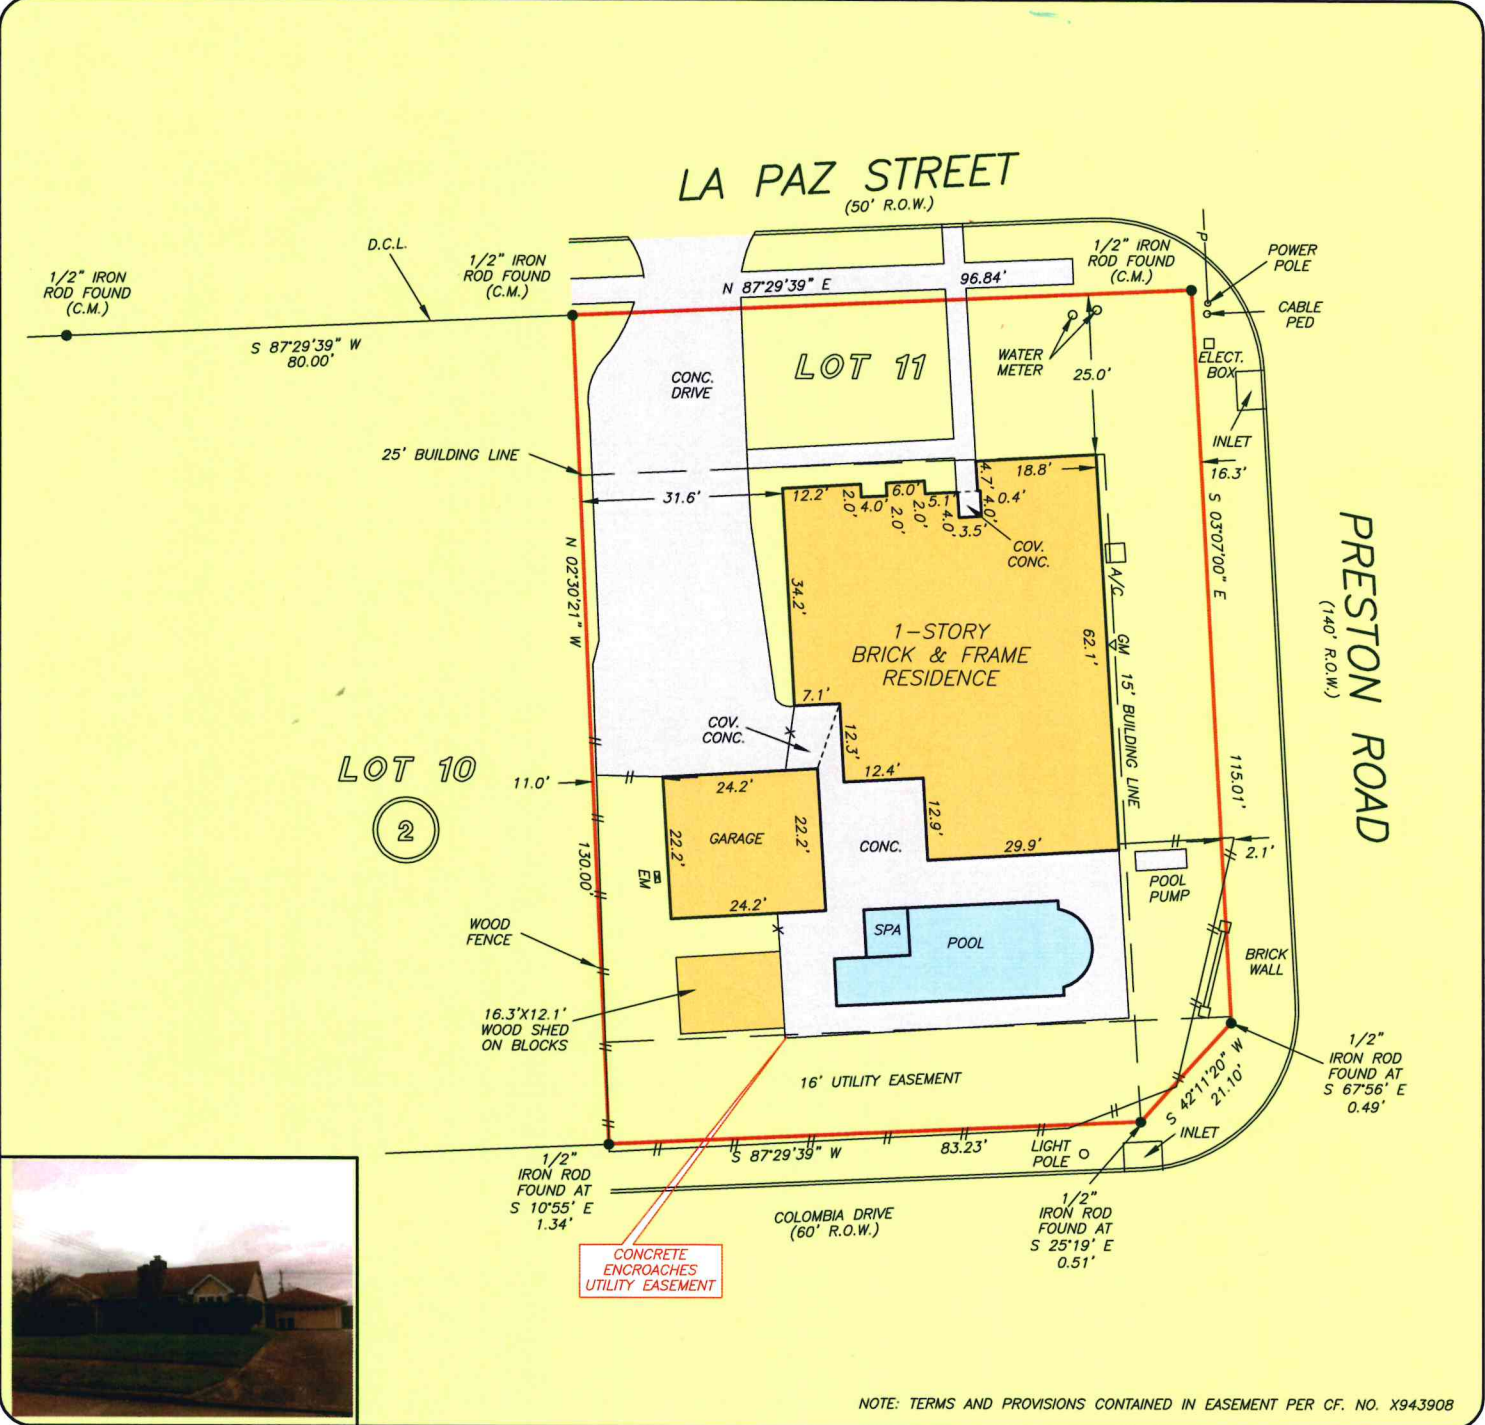 LA PAZ STREET
(50' R.O.W.)
D.C.L.
1/2" IRON
ROD FOUND
(C.M.)
1/2" IRON
ROD FOUND
(C.M.)
1/2" IRON
ROD FOUND
(C.M.)
POWER
POLE
P
CABLE
PED
N 87°29'39" E
96.84'
S 87°29'39" W
80.00'
LOT 11
CONC.
DRIVE
WATER
METER
25.0'
ELECT.
BOX
INLET
16.3'
25' BUILDING LINE
31.6'
12.2'
2.0'
4.0'
6.0'
2.0'
2.0'
5.1'
4.0'
3.5'
4.7'
4.0'
0.4'
18.8'
COV.
CONC.
S 03°07'00" E
115.01'
PRESTON ROAD
(140' R.O.W.)
N 02°30'21" W
130.00'
34.2'
1-STORY
BRICK & FRAME
RESIDENCE
62.1'
A/C
GM
15' BUILDING LINE
7.1'
COV.
CONC.
12.3'
12.4'
12.9'
29.9'
LOT 10
2
11.0'
24.2'
22.2'
GARAGE
22.2'
24.2'
EM
CONC.
2.1'
POOL
PUMP
WOOD
FENCE
SPA
POOL
BRICK
WALL
16.3'X12.1'
WOOD SHED
ON BLOCKS
16' UTILITY EASEMENT
S 42°11'20" W
21.10'
1/2"
IRON ROD
FOUND AT
S 67°56' E
0.49'
S 87°29'39" W
83.23'
LIGHT
POLE
INLET
1/2"
IRON ROD
FOUND AT
S 10°55' E
1.34'
COLOMBIA DRIVE
(60' R.O.W.)
1/2"
IRON ROD
FOUND AT
S 25°19' E
0.51'
CONCRETE
ENCROACHES
UTILITY EASEMENT
NOTE: TERMS AND PROVISIONS CONTAINED IN EASEMENT PER CF. NO. X943908